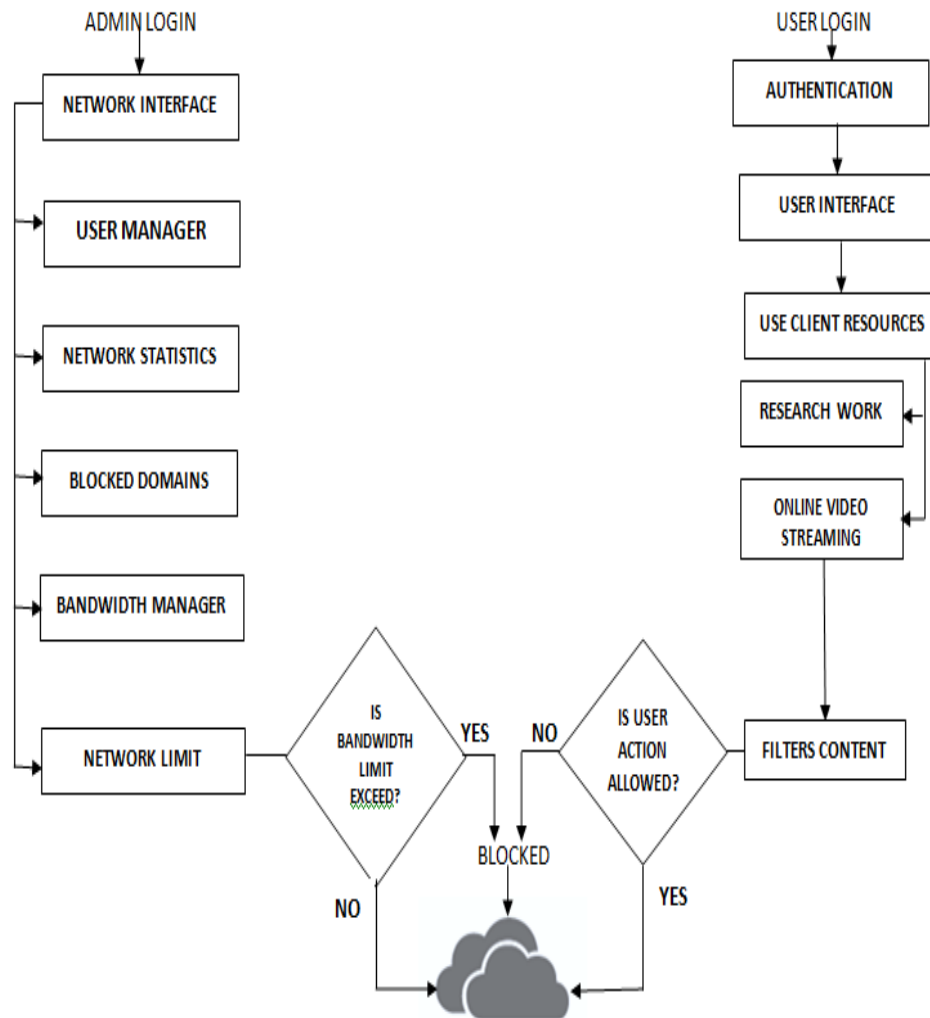 ADMIN LOGIN
NETWORK INTERFACE
USER MANAGER
NETWORK STATISTICS
BLOCKED DOMAINS
BANDWIDTH MANAGER
NETWORK LIMIT
IS
BANDWIDTH
LIMIT
EXCEED?
YES
NO
BLOCKED
USER LOGIN
AUTHENTICATION
USER INTERFACE
USE CLIENT RESOURCES
RESEARCH WORK
ONLINE VIDEO
STREAMING
FILTERS CONTENT
IS USER
ACTION
ALLOWED?
NO
YES